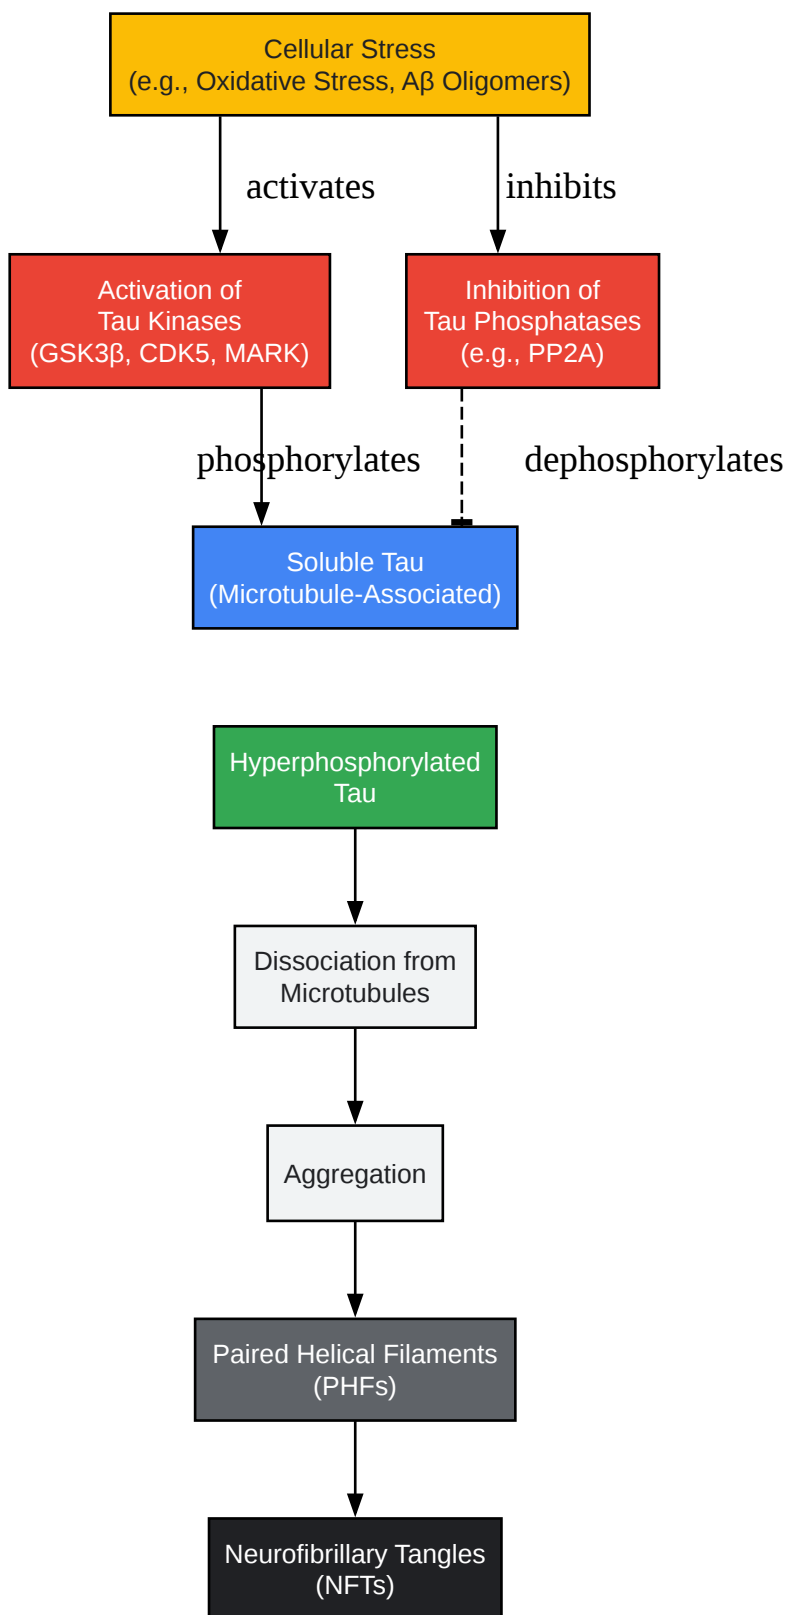 Cellular Stress
(e.g., Oxidative Stress, Aβ Oligomers)
activates
inhibits
Activation of
Tau Kinases
(GSK3β, CDK5, MARK)
Inhibition of
Tau Phosphatases
(e.g., PP2A)
phosphorylates
dephosphorylates
Soluble Tau
(Microtubule-Associated)
Hyperphosphorylated
Tau
Dissociation from
Microtubules
Aggregation
Paired Helical Filaments
(PHFs)
Neurofibrillary Tangles
(NFTs)